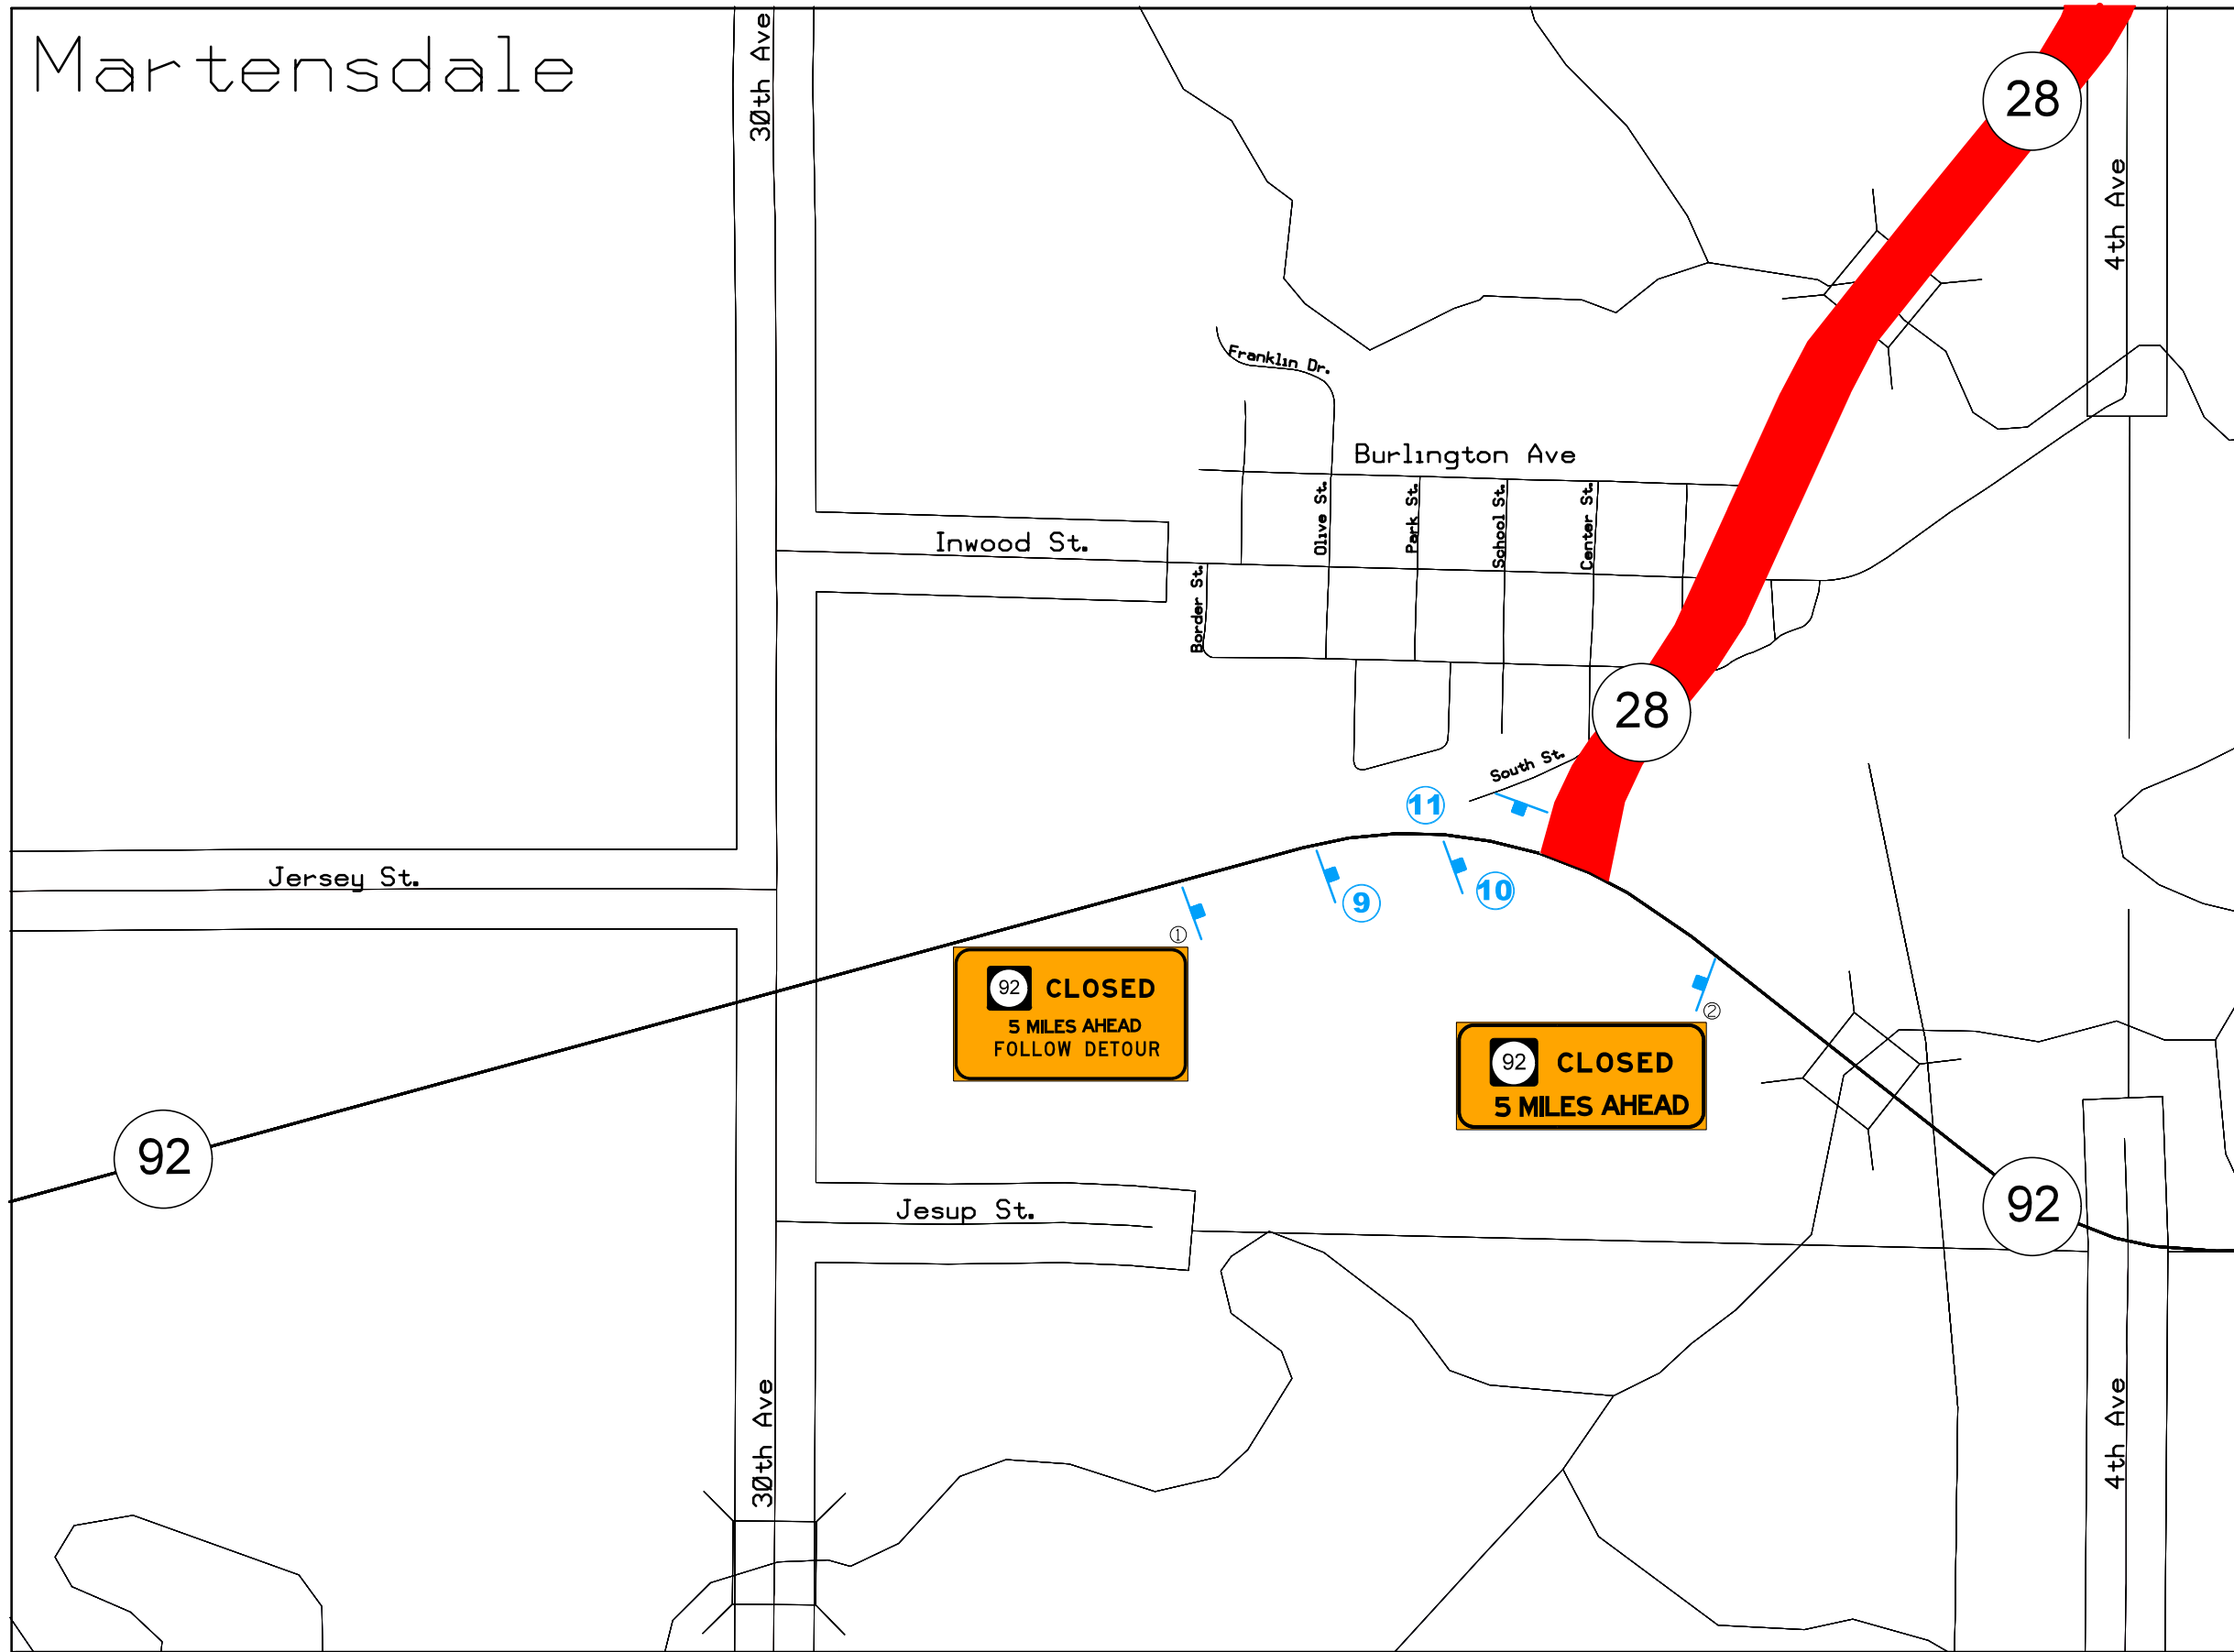 Martensdale
30th Ave
28
4th Ave
Franklin Dr.
Burlington Ave
Olive St.
Park St.
School St.
Center St.
Inwood St.
Border St.
28
South St.
11
Jersey St.
9
10
1
92 CLOSED
5 MILES AHEAD
FOLLOW DETOUR
2
92 CLOSED
5 MILES AHEAD
92
92
Jesup St.
30th Ave
4th Ave